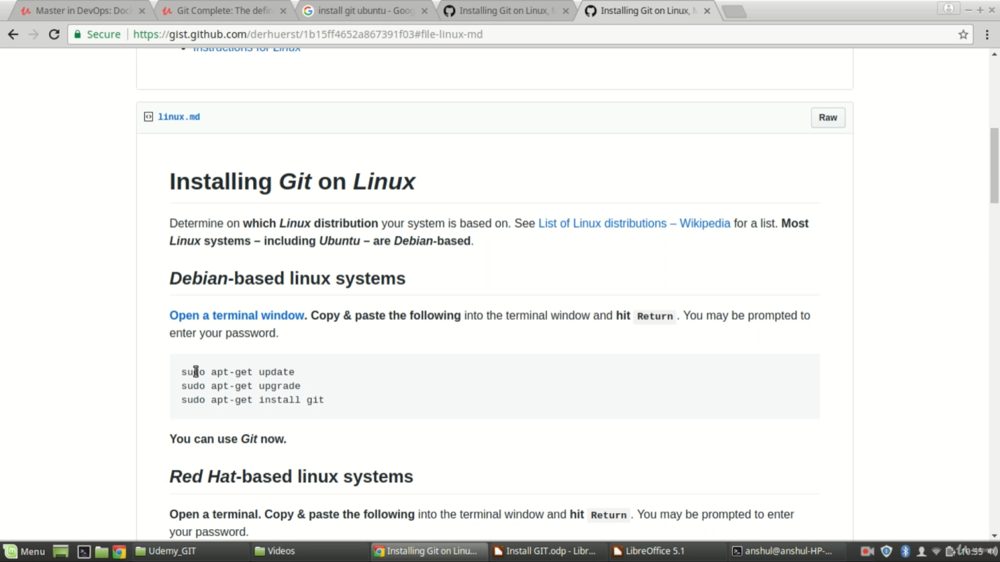 Master in DevOps: Doc
Git Complete: The defin
install git ubuntu - Goog
Installing Git on Linux,
Installing Git on Linux,
Secure
https://gist.github.com/derhuerst/1b15ff4652a867391f03#file-linux-md
Instructions for Linux
linux.md
Raw
Installing Git on Linux
Determine on which Linux distribution your system is based on. See List of Linux distributions – Wikipedia for a list. Most
Linux systems – including Ubuntu – are Debian-based.
Debian-based linux systems
Open a terminal window. Copy & paste the following into the terminal window and hit Return. You may be prompted to
enter your password.
sudo apt-get update
sudo apt-get upgrade
sudo apt-get install git
You can use Git now.
Red Hat-based linux systems
Open a terminal. Copy & paste the following into the terminal window and hit Return. You may be prompted to enter
your password.
Menu
Udemy_GIT
Videos
Installing Git on Linu...
Install GIT.odp - Libr...
LibreOffice 5.1
anshul@anshul-HP-...